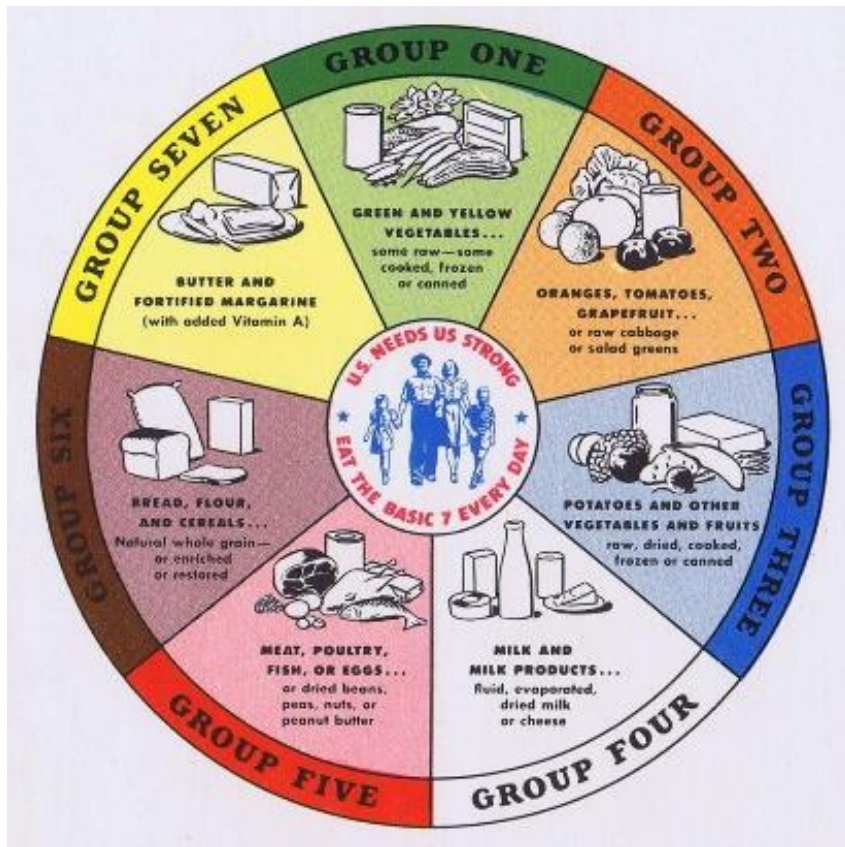 GROUP ONE
GREEN AND YELLOW
VEGETABLES...
some raw—some
cooked, frozen
or canned
GROUP TWO
ORANGES, TOMATOES,
GRAPEFRUIT...
or raw cabbage
or salad greens
GROUP THREE
POTATOES AND OTHER
VEGETABLES AND FRUITS
raw, dried, cooked,
frozen or canned
GROUP FOUR
MILK AND
MILK PRODUCTS...
fluid, evaporated,
dried milk
or cheese
GROUP FIVE
MEAT, POULTRY,
FISH, OR EGGS...
or dried beans,
peas, nuts, or
peanut butter
GROUP SIX
BREAD, FLOUR,
AND CEREALS...
Natural whole grain—
or enriched
or restored
GROUP SEVEN
BUTTER AND
FORTIFIED MARGARINE
(with added Vitamin A)
U.S. NEEDS US STRONG
EAT THE BASIC 7 EVERY DAY